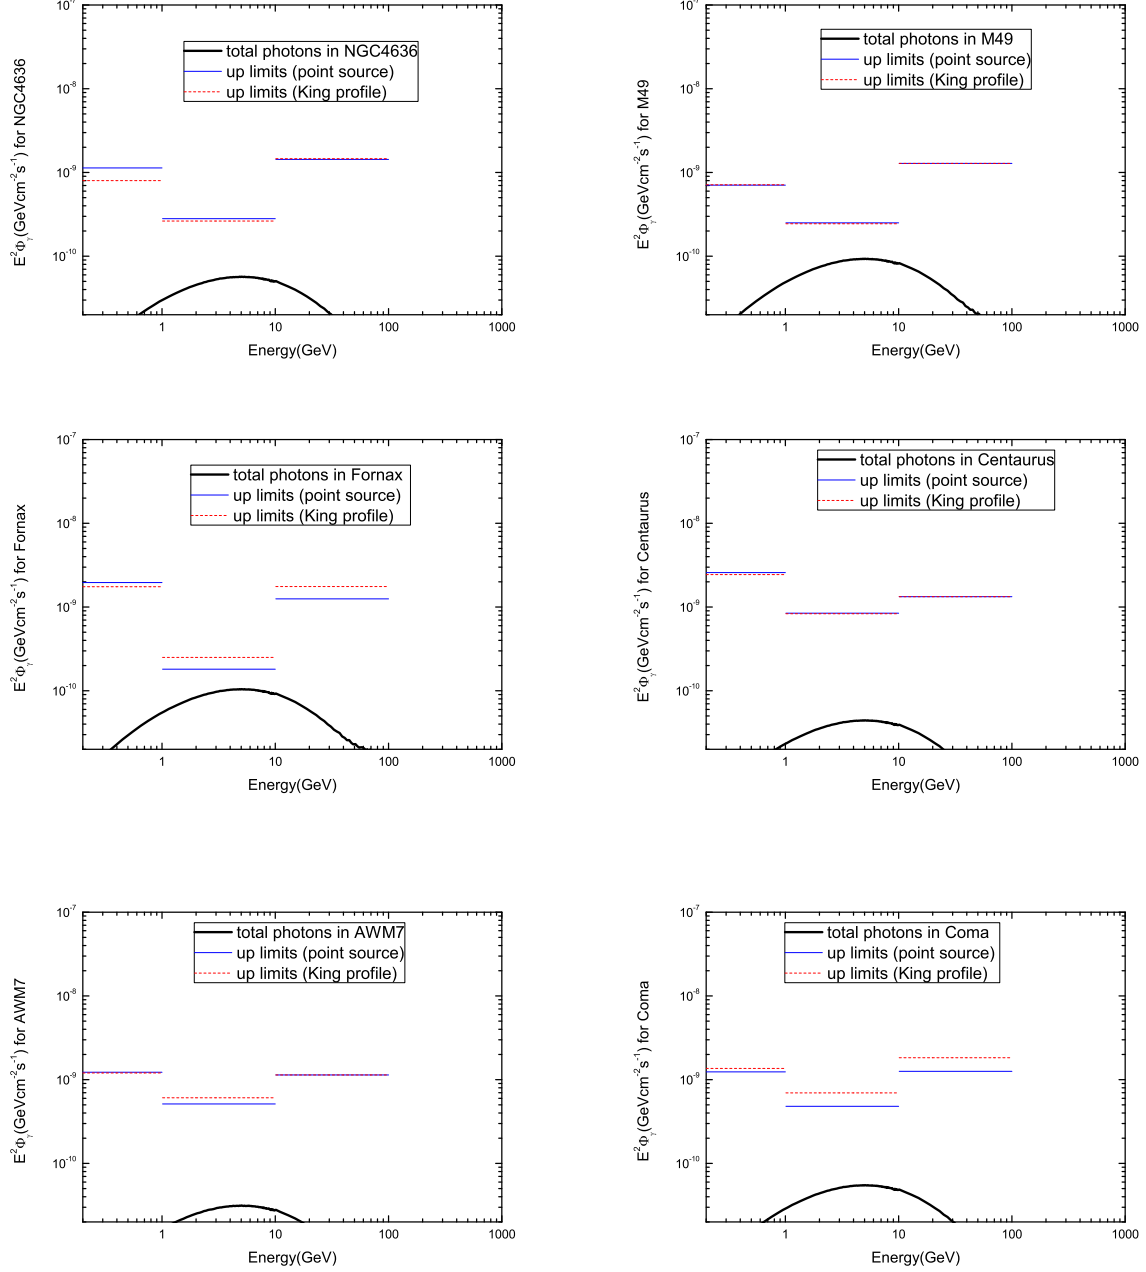 10^-7
10^-8
10^-9
10^-10
E^2Φ_γ(GeVcm^-2s^-1) for NGC4636
total photons in NGC4636
up limits (point source)
up limits (King profile)
1 10 100 1000
Energy(GeV)
10^-7
10^-8
10^-9
10^-10
E^2Φ_γ(GeVcm^-2s^-1) for M49
total photons in M49
up limits (point source)
up limits (King profile)
1 10 100 1000
Energy(GeV)
10^-7
10^-8
10^-9
10^-10
E^2Φ_γ(GeVcm^-2s^-1) for Fornax
total photons in Fornax
up limits (point source)
up limits (King profile)
1 10 100 1000
Energy(GeV)
10^-7
10^-8
10^-9
10^-10
E^2Φ_γ(GeVcm^-2s^-1) for Centaurus
total photons in Centaurus
up limits (point source)
up limits (King profile)
1 10 100 1000
Energy(GeV)
10^-7
10^-8
10^-9
10^-10
E^2Φ_γ(GeVcm^-2s^-1) for AWM7
total photons in AWM7
up limits (point source)
up limits (King profile)
1 10 100 1000
Energy(GeV)
10^-7
10^-8
10^-9
10^-10
E^2Φ_γ(GeVcm^-2s^-1) for Coma
total photons in Coma
up limits (point source)
up limits (King profile)
1 10 100 1000
Energy(GeV)